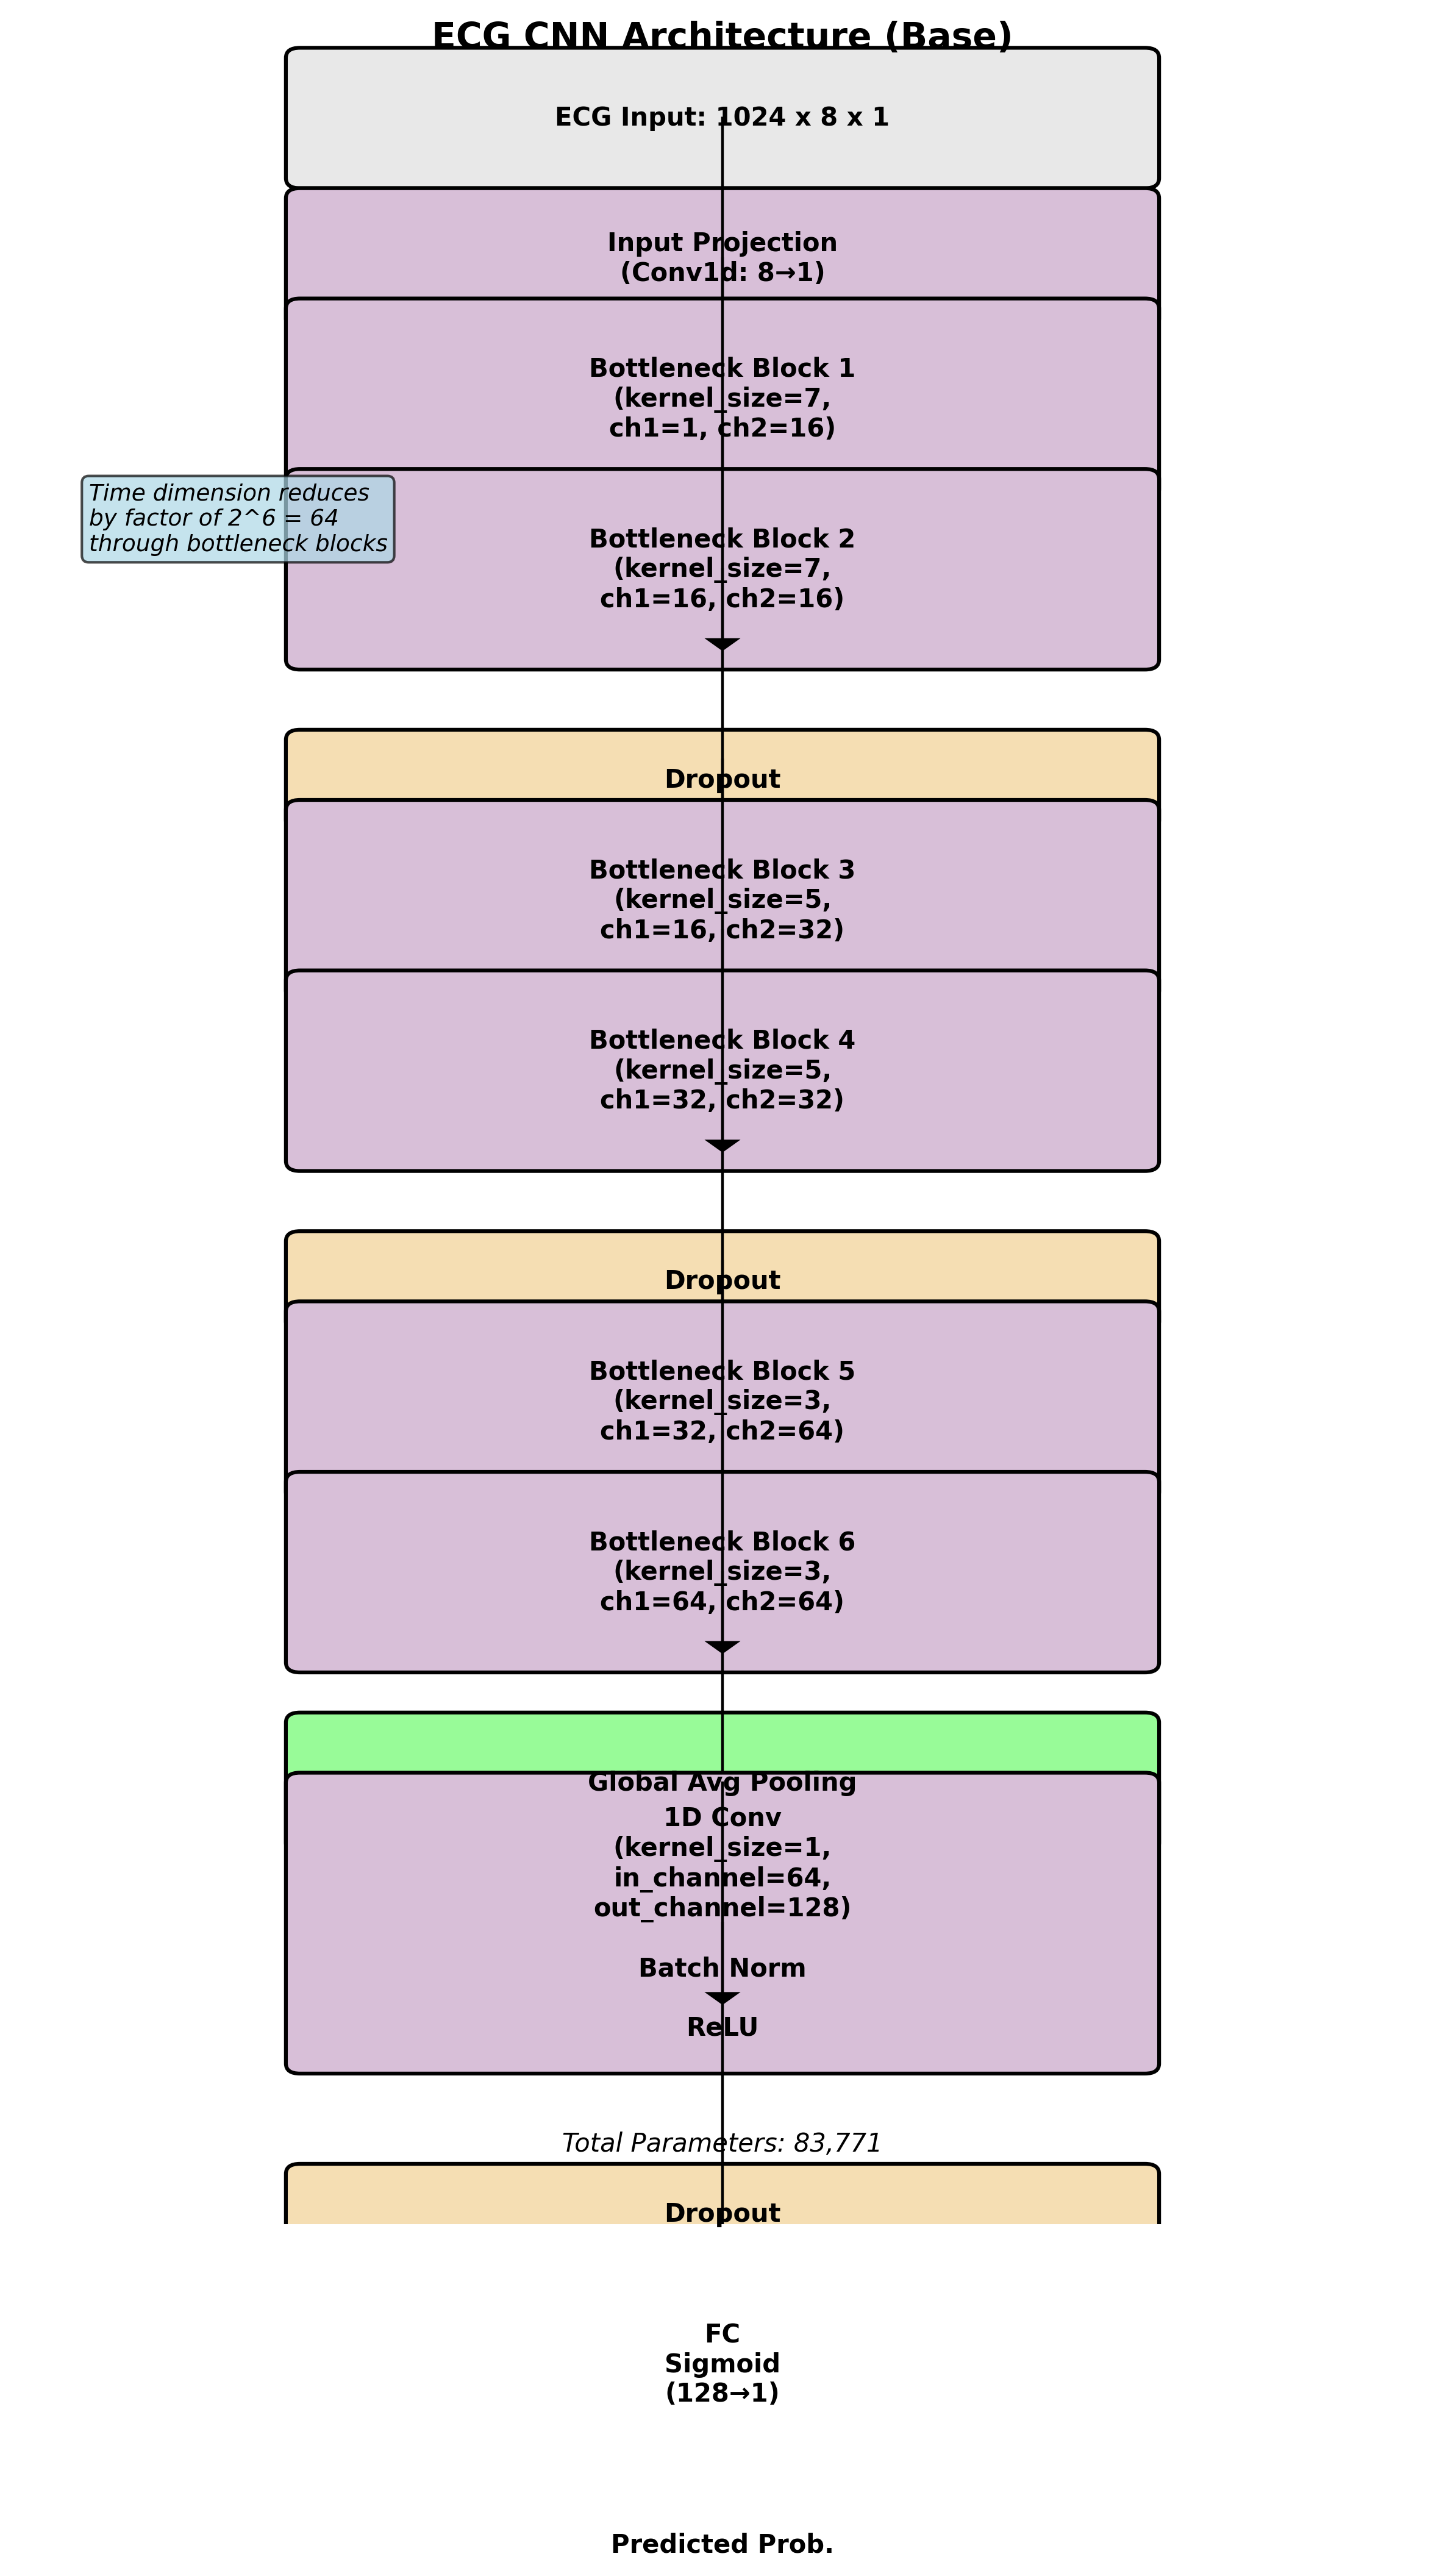 ECG CNN Architecture (Base)
ECG Input: 1024 x 8 x 1
Input Projection
(Conv1d: 8→1)
Bottleneck Block 1
(kernel_size=7,
ch1=1, ch2=16)
Time dimension reduces
by factor of 2^6 = 64
through bottleneck blocks
Bottleneck Block 2
(kernel_size=7,
ch1=16, ch2=16)
Dropout
Bottleneck Block 3
(kernel_size=5,
ch1=16, ch2=32)
Bottleneck Block 4
(kernel_size=5,
ch1=32, ch2=32)
Dropout
Bottleneck Block 5
(kernel_size=3,
ch1=32, ch2=64)
Bottleneck Block 6
(kernel_size=3,
ch1=64, ch2=64)
Global Avg Pooling
1D Conv
(kernel_size=1,
in_channel=64,
out_channel=128)
Batch Norm
ReLU
Total Parameters: 83,771
Dropout
FC
Sigmoid
(128→1)
Predicted Prob.